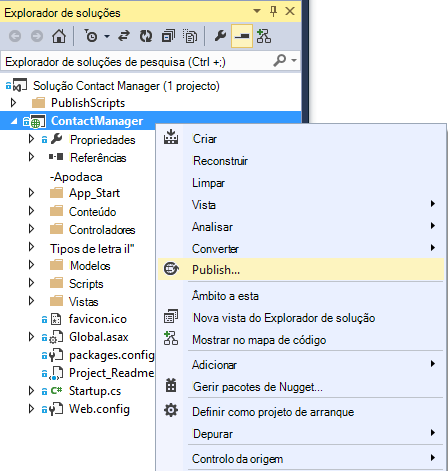 Explorador de soluções
Explorador de soluções de pesquisa (Ctrl +;)
Solução Contact Manager (1 projecto)
PublishScripts
ContactManager
Propriedades
Referências
-Apodaca
App_Start
Conteúdo
Controladores
Tipos de letra il"
Modelos
Scripts
Vistas
favicon.ico
Global.asax
packages.config
Project_Readme
Startup.cs
Web.config
Criar
Reconstruir
Limpar
Vista
Analisar
Converter
Publish...
Âmbito a esta
Nova vista do Explorador de solução
Mostrar no mapa de código
Adicionar
Gerir pacotes de Nugget...
Definir como projeto de arranque
Depurar
Controlo da origem